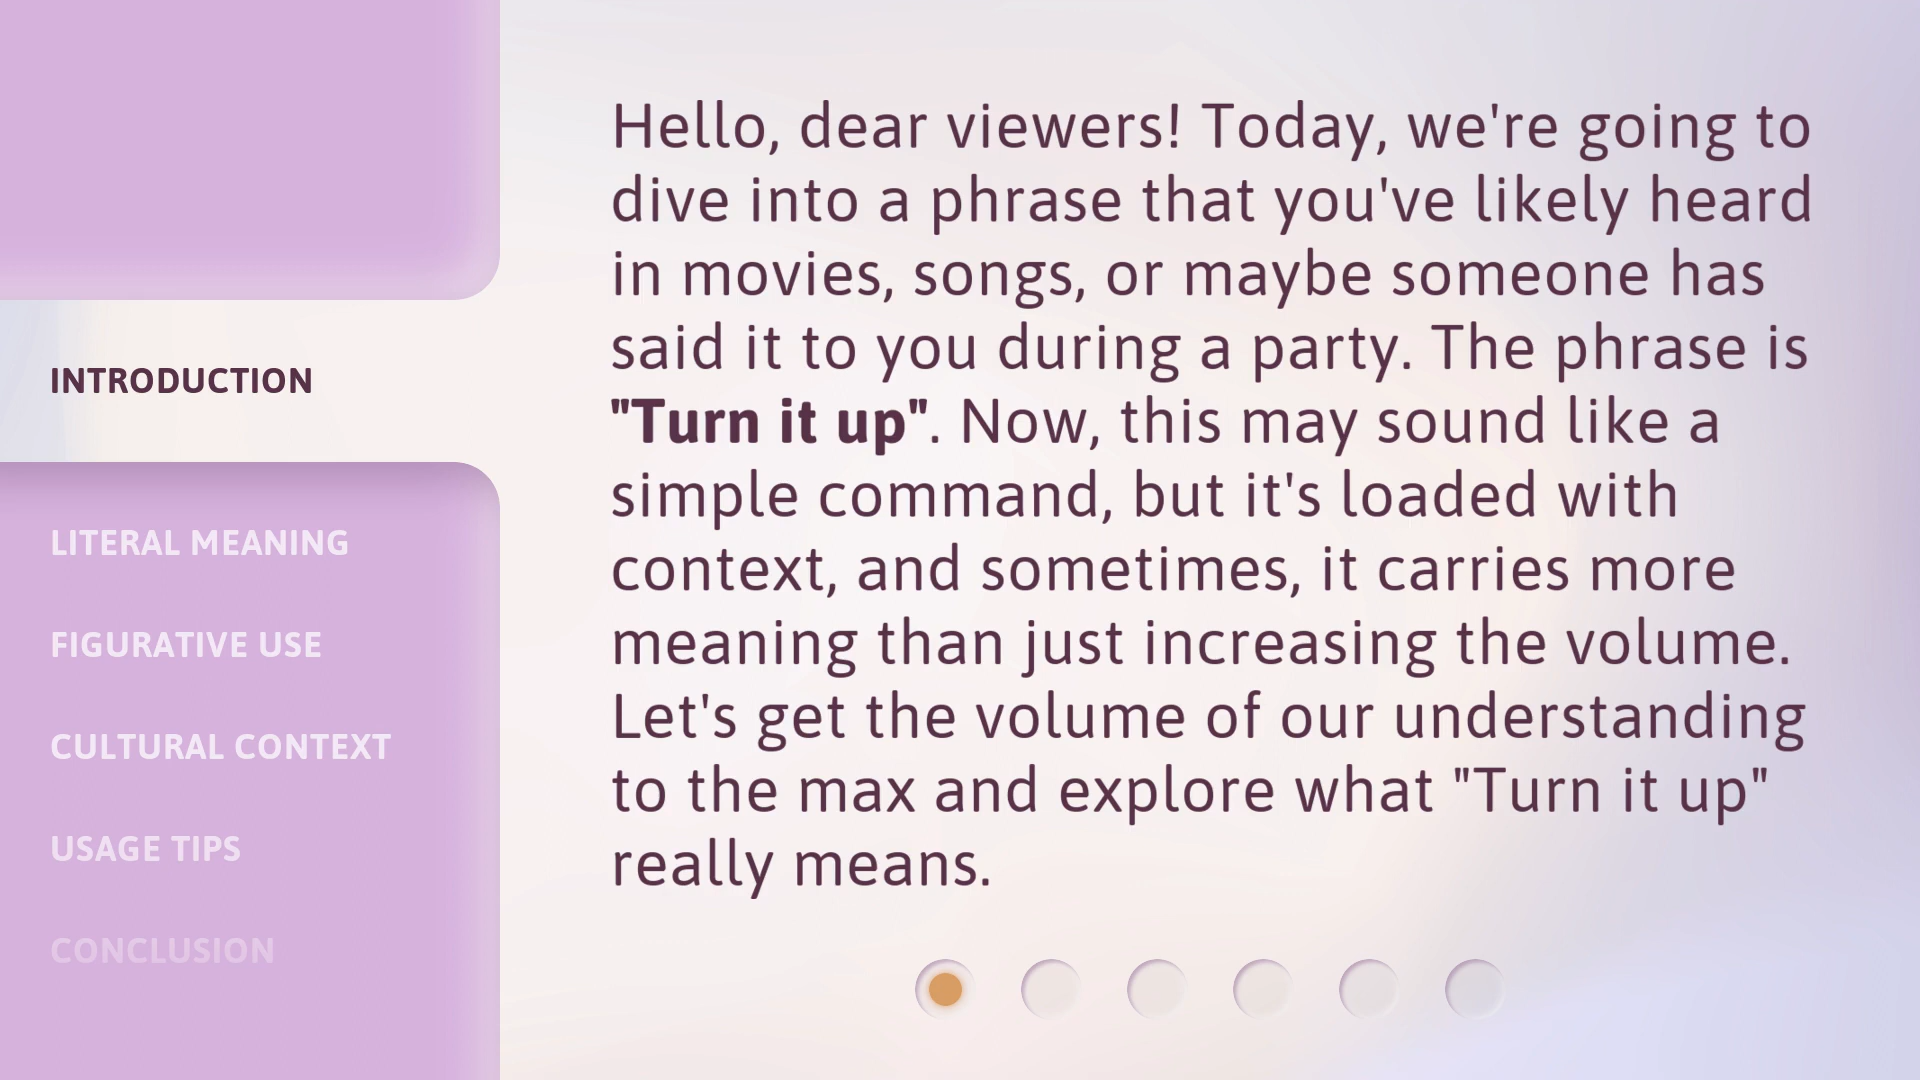 INTRODUCTION
LITERAL MEANING
FIGURATIVE USE
CULTURAL CONTEXT
USAGE TIPS
CONCLUSION
Hello, dear viewers! Today, we're going to
dive into a phrase that you've likely heard
in movies, songs, or maybe someone has
said it to you during a party. The phrase is
"Turn it up". Now, this may sound like a
simple command, but it's loaded with
context, and sometimes, it carries more
meaning than just increasing the volume.
Let's get the volume of our understanding
to the max and explore what "Turn it up"
really means.